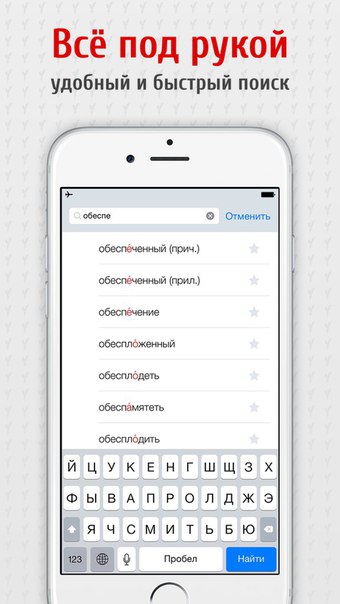 Всё под рукой
удобный и быстрый поиск
обеспе
Отменить
обеспе́ченный (прич.)
обеспе́ченный (прил.)
обеспе́чение
обеспло́женный
обеспло́деть
обеспа́мятеть
обеспло́дить
Й Ц У К Е Н Г Ш Щ З Х
Ф Ы В А П Р О Л Д Ж Э
Я Ч С М И Т Ь Б Ю
123 Пробел Найти